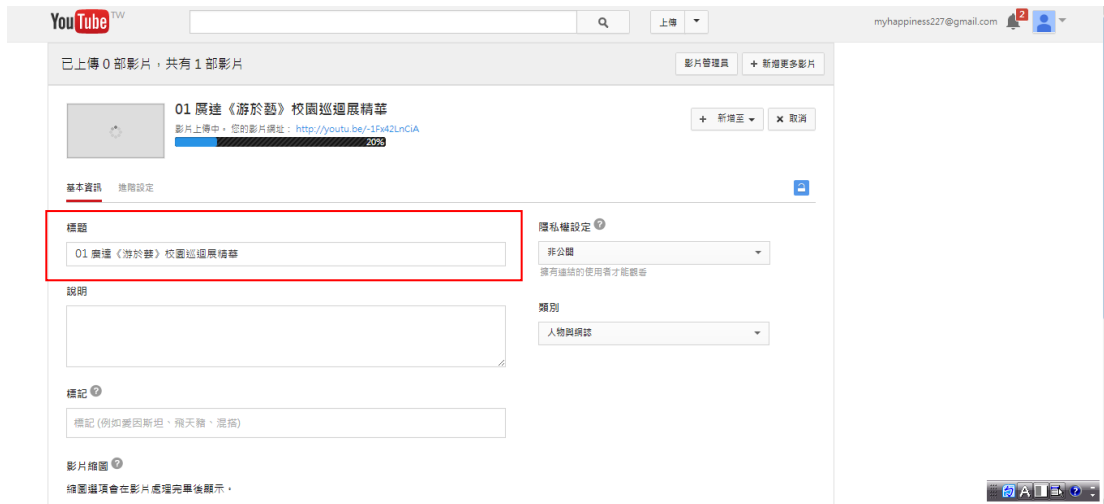 YouTube TW
上傳
myhappiness227@gmail.com
2
已上傳 0 部影片，共有 1 部影片
影片管理員
+ 新增更多影片
01 廣達《游於藝》校園巡迴展精華
影片上傳中。 您的影片網址： http://youtu.be/-1Fx42LnCiA
20%
+ 新增至
× 取消
基本資訊
進階設定
標題
01 廣達《游於藝》校園巡迴展精華
隱私權設定 ?
非公開
擁有連結的使用者才能觀看
說明
類別
人物與網誌
標記 ?
標記 (例如愛因斯坦、飛天豬、混搭)
影片縮圖 ?
縮圖選項會在影片處理完畢後顯示。
A